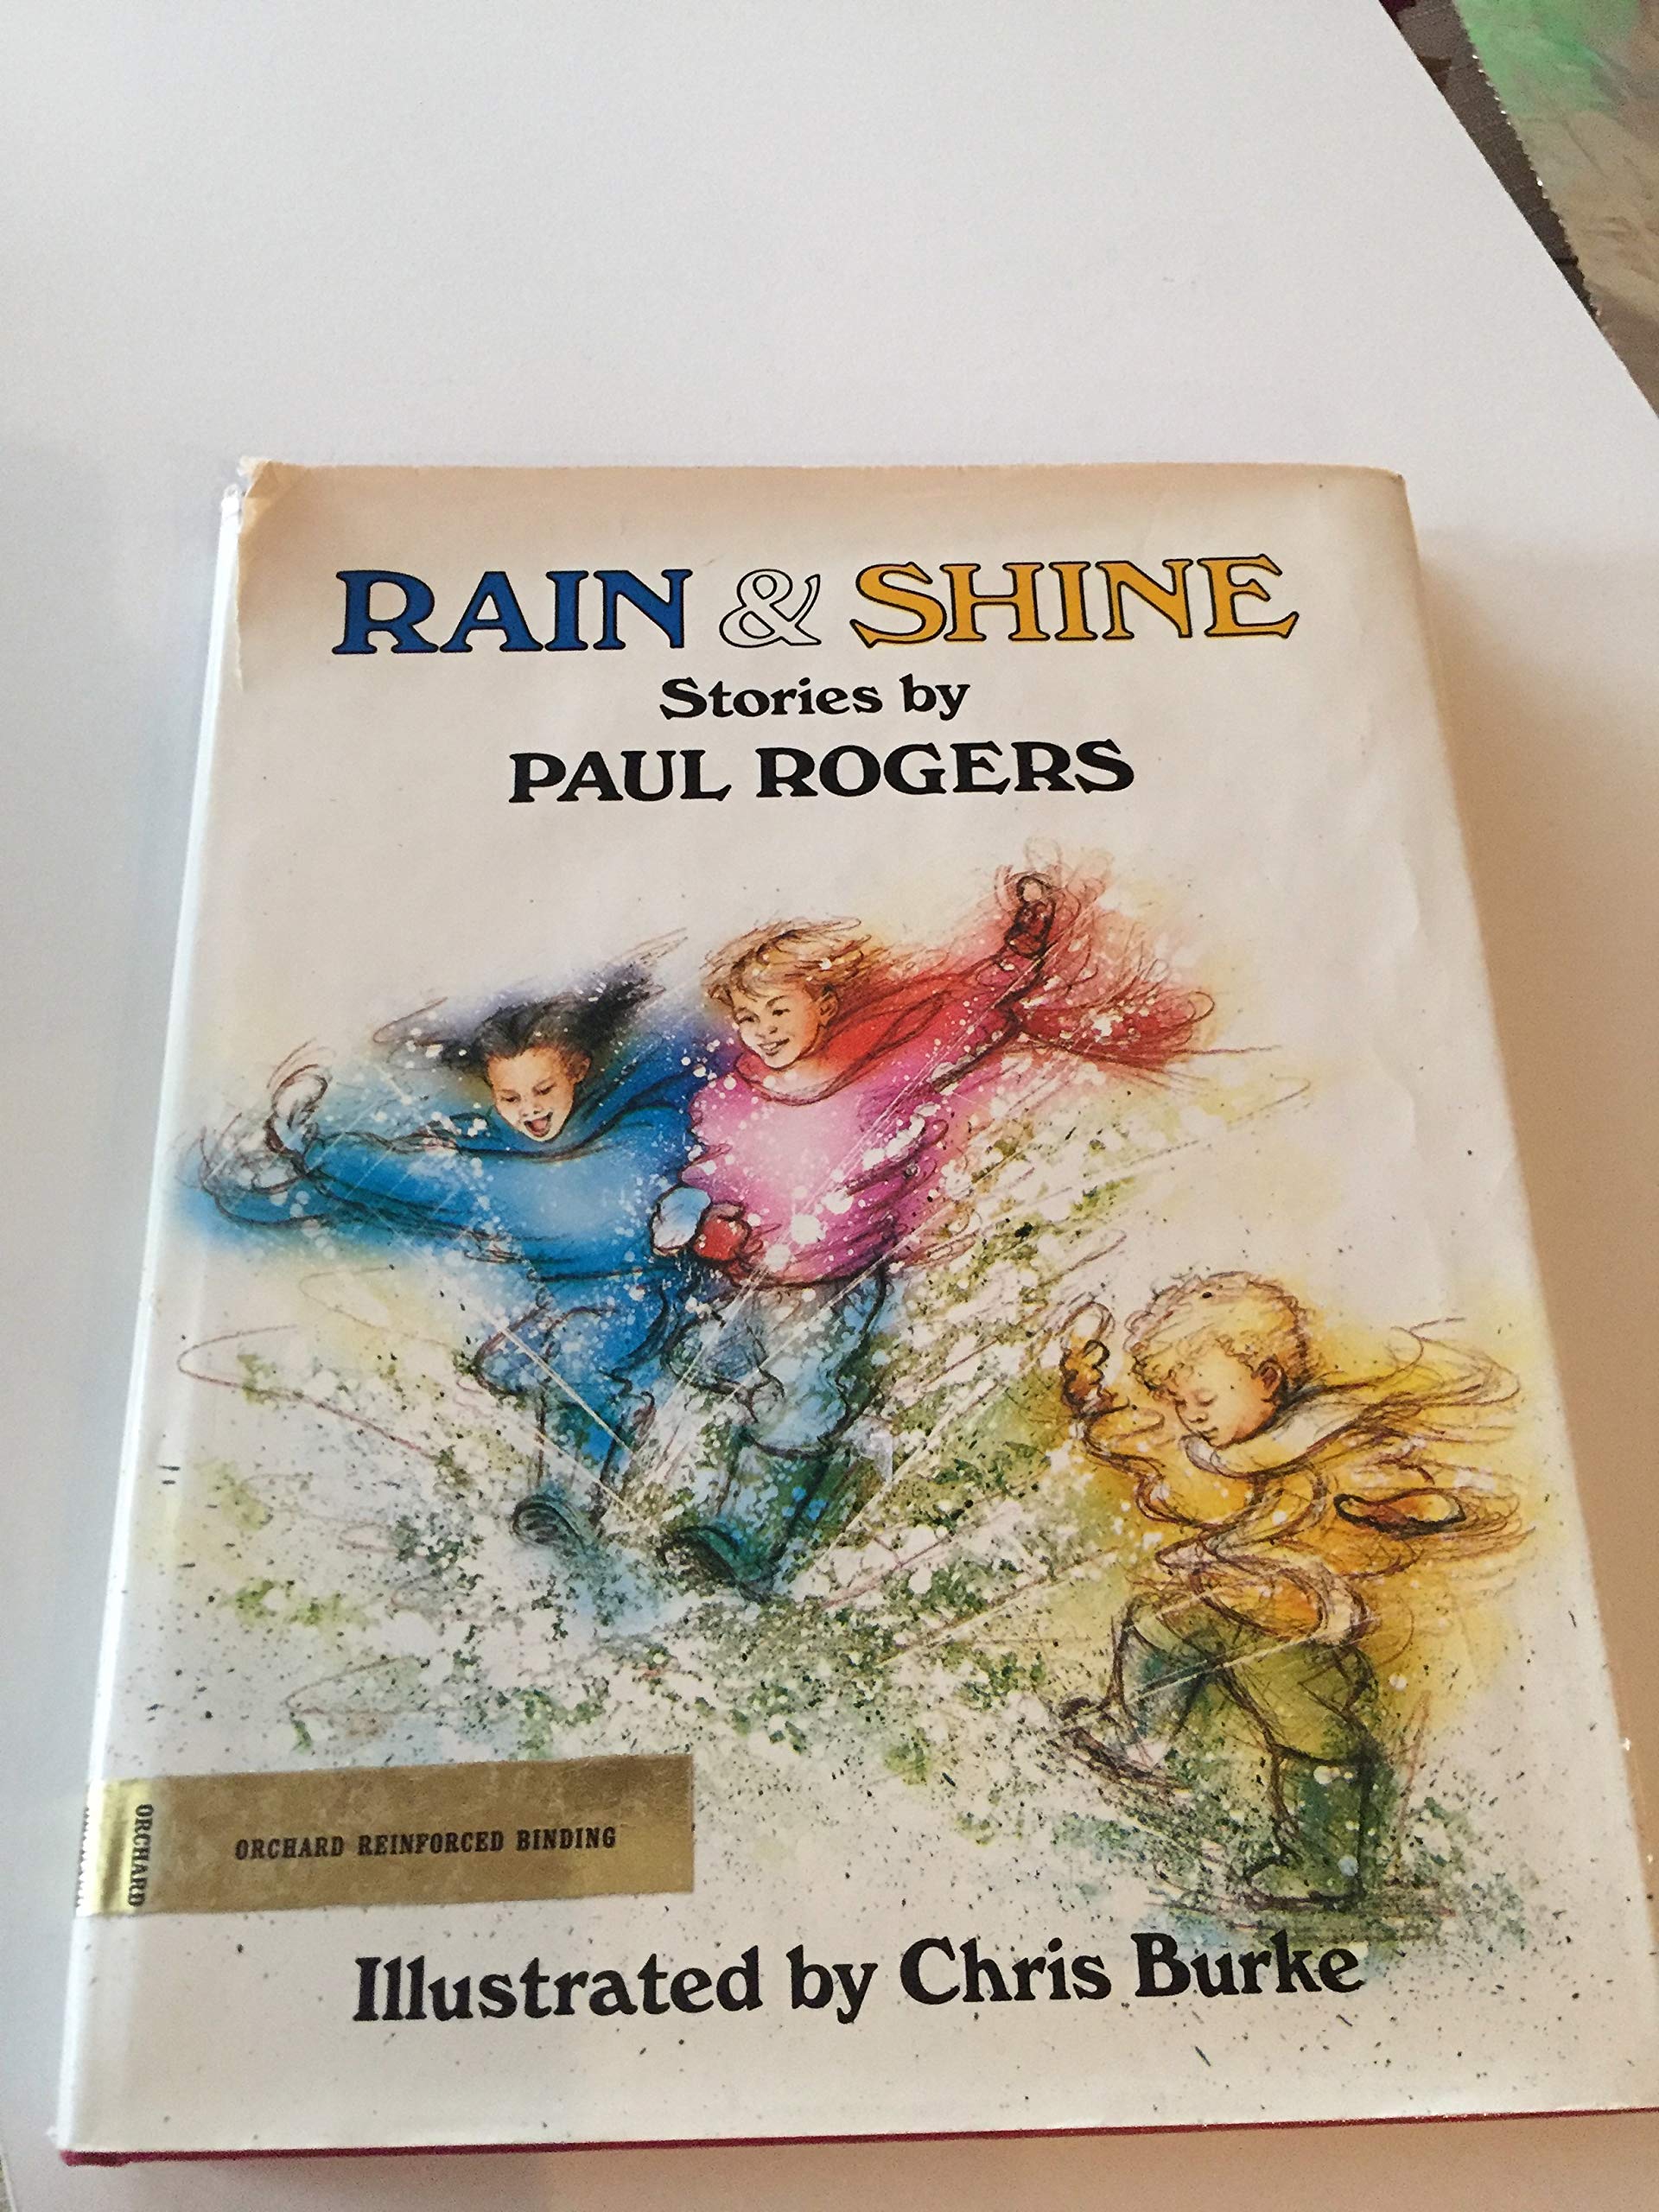 RAIN & SHINE
Stories by
PAUL ROGERS
ORCHARD
ORCHARD REINFORCED BINDING
Illustrated by Chris Burke